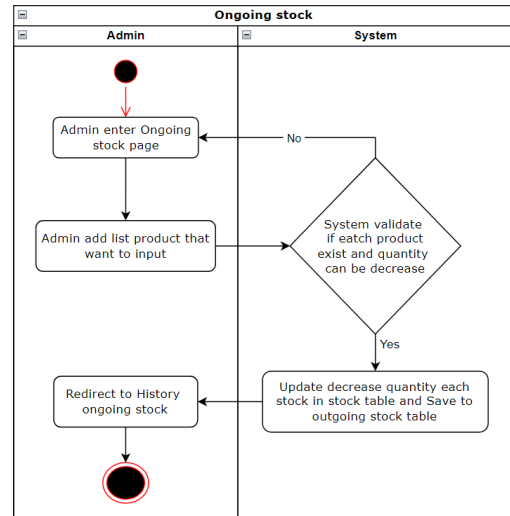 Ongoing stock
Admin
System
Admin enter Ongoing
stock page
No
Admin add list product that
want to input
System validate
if eatch product
exist and quantity
can be decrease
Yes
Update decrease quantity each
stock in stock table and Save to
outgoing stock table
Redirect to History
ongoing stock